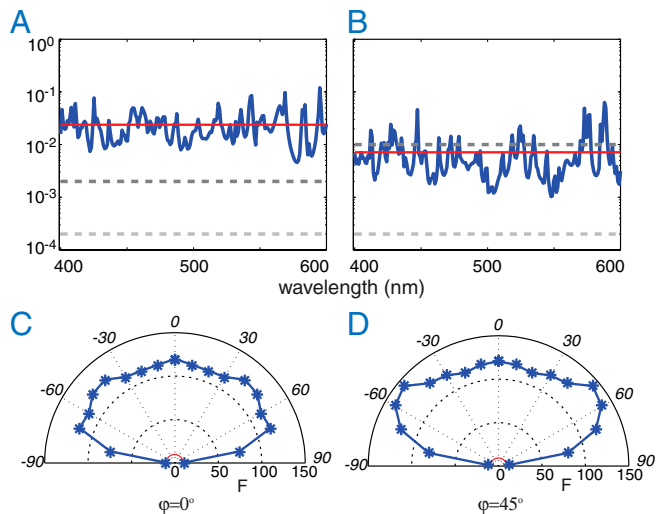 A B
10⁰
10⁻¹
10⁻²
10⁻³
10⁻⁴
400 500 600 400 500 600
wavelength (nm)
C D
0 0
-30 30 -30 30
-60 60 -60 60
-90 90 -90 90
0 50 100 150 0 50 100 150
F F
φ=0° φ=45°